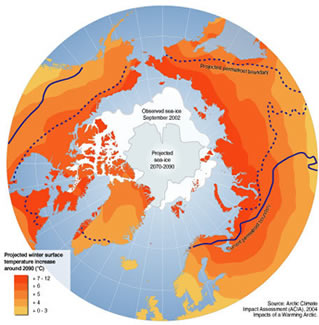 Projected permafrost boundary
Observed sea-ice
September 2002
Projected
sea-ice
2070-2090
Current permafrost boundary
Projected winter surface
temperature increase
around 2090 (°C)
+ 7 - 12
+ 6
+ 5
+ 4
+ 0 - 3
Source: Arctic Climate
Impact Assessment (ACIA), 2004
Impacts of a Warming Arctic.